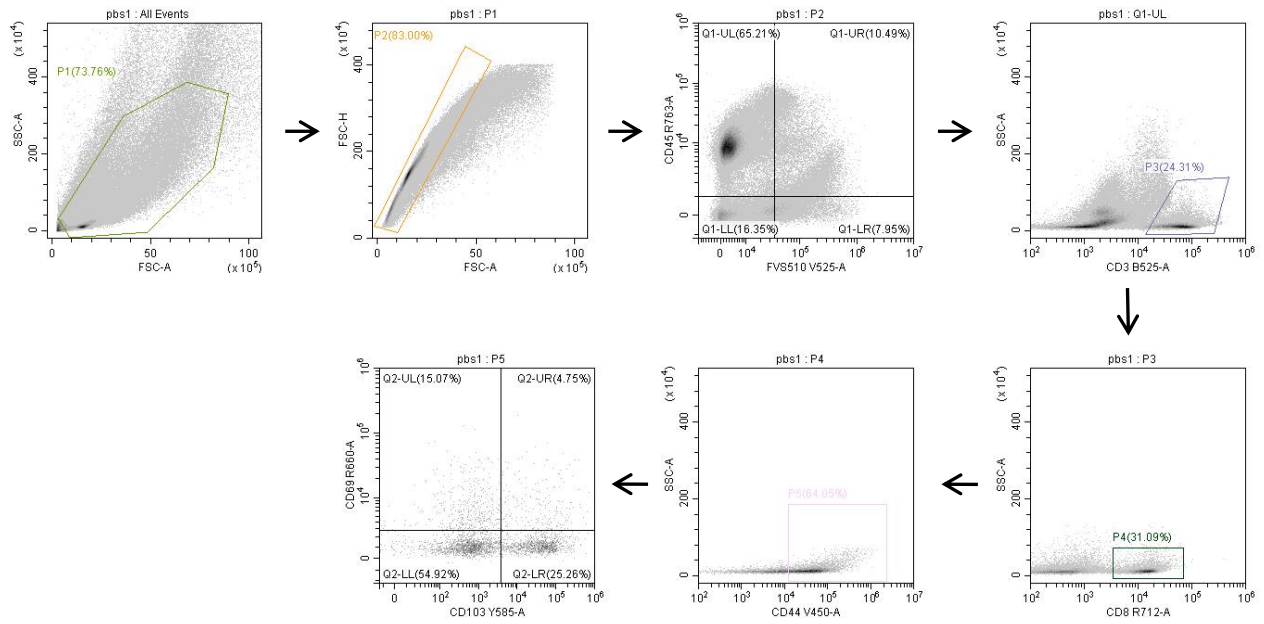 pbs1 : All Events
(x 10⁴)
SSC-A
400
200
0
P1(73.76%)
0
50
100
FSC-A
(x 10⁵)
pbs1 : P1
(x 10⁴)
FSC-H
400
200
0
P2(83.00%)
0
50
100
FSC-A
(x 10⁵)
pbs1 : P2
CD45 R763-A
10⁶
10⁵
10⁴
0
Q1-UL(65.21%)
Q1-UR(10.49%)
Q1-LL(16.35%)
Q1-LR(7.95%)
0
10⁴
10⁵
10⁶
10⁷
FVS510 V525-A
pbs1 : Q1-UL
(x 10⁴)
SSC-A
400
200
0
P3(24.31%)
10²
10³
10⁴
10⁵
10⁶
CD3 B525-A
pbs1 : P5
CD69 R660-A
10⁶
10⁵
10⁴
0
Q2-UL(15.07%)
Q2-UR(4.75%)
Q2-LL(54.92%)
Q2-LR(25.26%)
0
10³
10⁴
10⁵
10⁶
CD103 Y585-A
pbs1 : P4
(x 10⁴)
SSC-A
400
200
0
P5(64.05%)
10²
10³
10⁴
10⁵
10⁶
10⁷
CD44 V450-A
pbs1 : P3
(x 10⁴)
SSC-A
400
200
0
P4(31.09%)
10²
10³
10⁴
10⁵
10⁶
CD8 R712-A